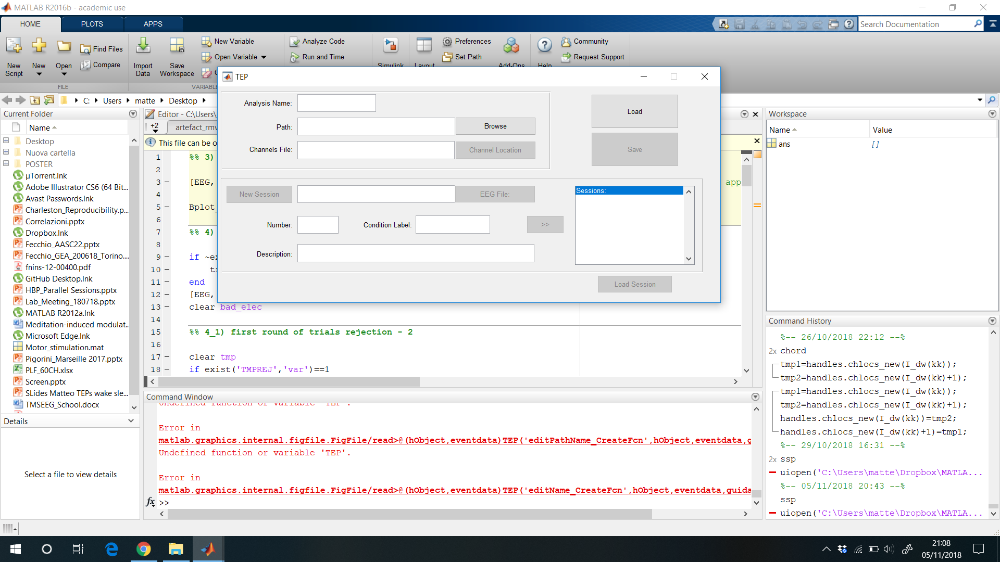 MATLAB R2016b - academic use
HOME
PLOTS
APPS
Search Documentation
New Script
New
Open
Find Files
Compare
FILE
Import Data
Save Workspace
New Variable
Open Variable
VARIABLE
Analyze Code
Run and Time
Simulink
Layout
Preferences
Set Path
Add-Ons
Help
Community
Request Support
C:
Users
matte
Desktop
Current Folder
Name
Desktop
Nuova cartella
POSTER
µTorrent.lnk
Adobe Illustrator CS6 (64 Bit...
Avast Passwords.lnk
Charleston_Reproducibility.p...
Correlazioni.pptx
Dropbox.lnk
Fecchio_AASC22.pptx
Fecchio_GEA_200618_Torino....
fnins-12-00400.pdf
GitHub Desktop.lnk
HBP_Parallel Sessions.pptx
Lab_Meeting_180718.pptx
MATLAB R2012a.lnk
Meditation-induced modulat...
Microsoft Edge.lnk
Motor_stimulation.mat
Pigorini_Marseille 2017.pptx
PLF_60CH.xlsx
Screen.pptx
SLides Matteo TEPs wake sle...
TMSEEG_School.docx
Details
Select a file to view details
Editor - C:\Users\
+2
artefact_rmv
This file can be o
1 %% 3)
2
3 [EEG, app
4
5 Bplot_
6
7 %% 4)
8
9 if ~ex
10 tr
11 end
12 [EEG,
13 clear bad_elec
14
15 %% 4_1) first round of trials rejection - 2
16
17 clear tmp
18 if exist('TMPREJ','var')==1
TEP
Analysis Name:
Path:
Browse
Channels File:
Channel Location
Load
Save
New Session
EEG File:
Number:
Condition Label:
>>
Description:
Sessions:
Load Session
Command Window
Undefined function or variable 'TEP'.
Error in
matlab.graphics.internal.figfile.FigFile/read>@(hObject,eventdata)TEP('editPathName_CreateFcn',hObject,eventdata,g
Undefined function or variable 'TEP'.
Error in
matlab.graphics.internal.figfile.FigFile/read>@(hObject,eventdata)TEP('editName_CreateFcn',hObject,eventdata,guida
fx >>
Workspace
Name
Value
ans
[]
Command History
%-- 26/10/2018 22:12 --%
2x chord
tmp1=handles.chlocs_new(I_dw(kk));
tmp2=handles.chlocs_new(I_dw(kk)+1);
tmp1=handles.chlocs_new(I_dw(kk));
tmp2=handles.chlocs_new(I_dw(kk)+1);
handles.chlocs_new(I_dw(kk))=tmp2;
handles.chlocs_new(I_dw(kk)+1)=tmp1;
%-- 29/10/2018 16:31 --%
2x ssp
uiopen('C:\Users\matte\Dropbox\MATLA...
%-- 05/11/2018 20:43 --%
ssp
uiopen('C:\Users\matte\Dropbox\MATLA...
21:08
05/11/2018